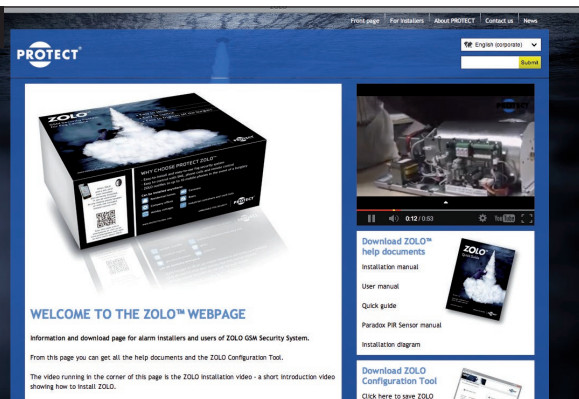 Front page
For installers
About PROTECT
Contact us
News
PROTECT
English (corporate)
Submit
ZOLO™
WHY CHOOSE PROTECT ZOLO™
PROTECT
0:12 / 0:53
YouTube
Download ZOLO™
help documents
Installation manual
User manual
Quick guide
Paradox PIR Sensor manual
Installation diagram
ZOLO
Quick Guide
WELCOME TO THE ZOLO™ WEBPAGE
Information and download page for alarm installers and users of ZOLO GSM Security System.
From this page you can get all the help documents and the ZOLO Configuration Tool.
The video running in the corner of this page is the ZOLO installation video - a short introduction video
showing how to install ZOLO.
Download ZOLO
Configuration Tool
Click here to save ZOLO